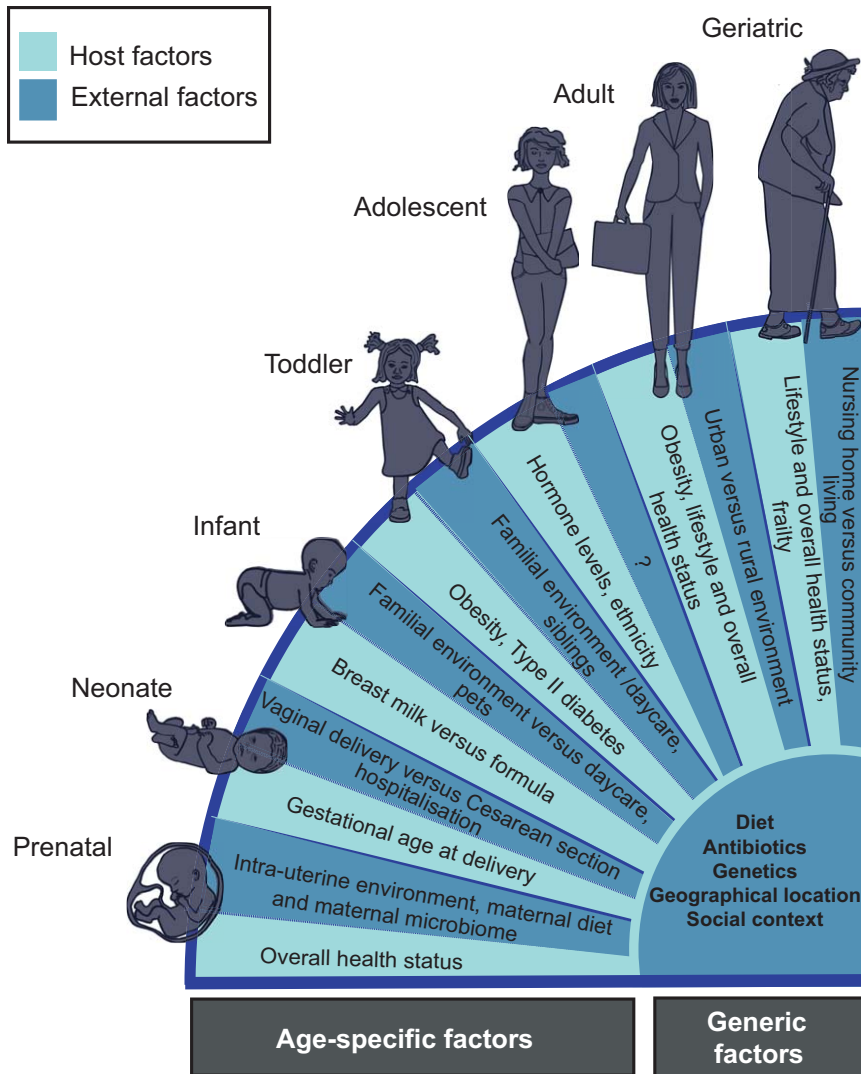 Host factors
External factors
Geriatric
Adult
Adolescent
Toddler
Infant
Neonate
Prenatal
Nursing home versus community
living
Lifestyle and overall health status,
frailty
Urban versus rural environment
Obesity, lifestyle and overall
health status
?
Hormone levels, ethnicity
Familial environment /daycare,
siblings
Obesity, Type II diabetes
Familial environment versus daycare,
pets
Breast milk versus formula
Vaginal delivery versus Cesarean section
hospitalisation
Gestational age at delivery
Intra-uterine environment, maternal diet
and maternal microbiome
Overall health status
Diet
Antibiotics
Genetics
Geographical location
Social context
Age-specific factors
Generic
factors